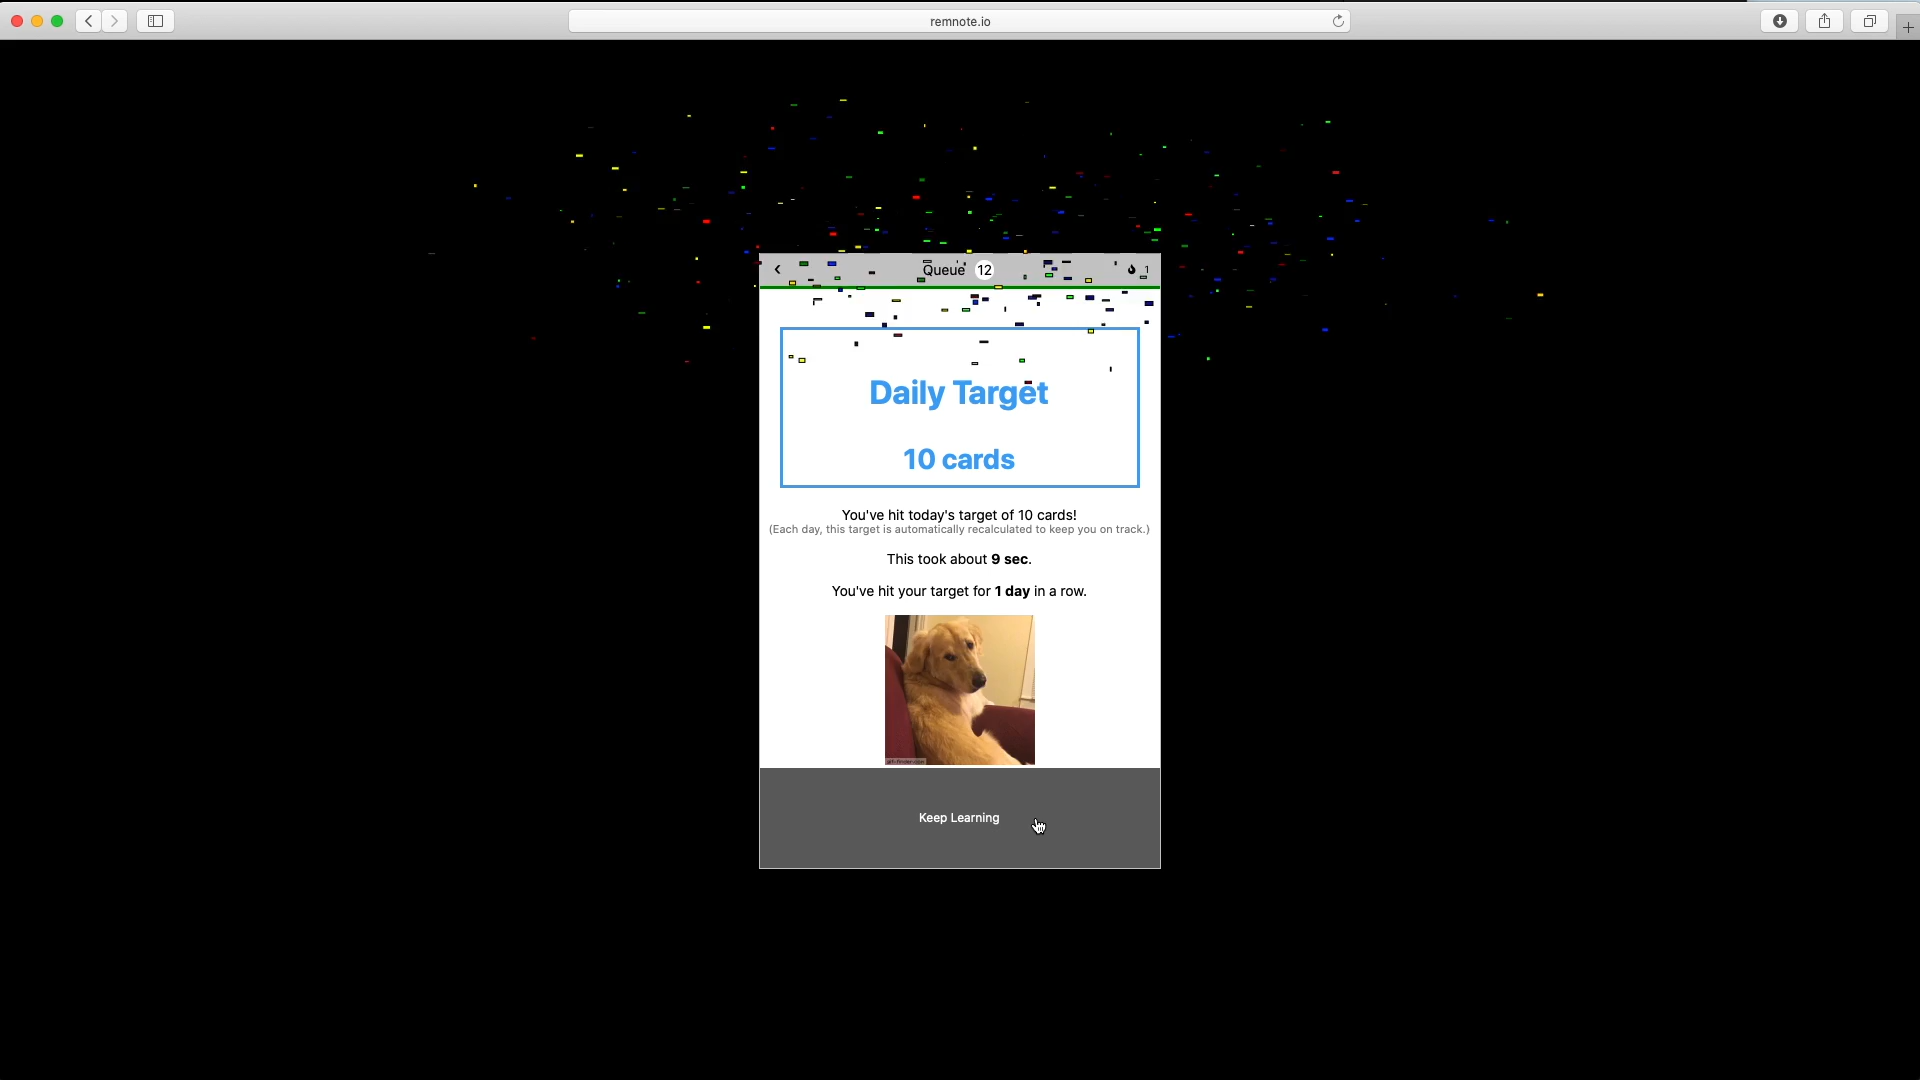 remnote.io
Queue 12
1
Daily Target
10 cards
You've hit today's target of 10 cards!
(Each day, this target is automatically recalculated to keep you on track.)
This took about 9 sec.
You've hit your target for 1 day in a row.
Keep Learning